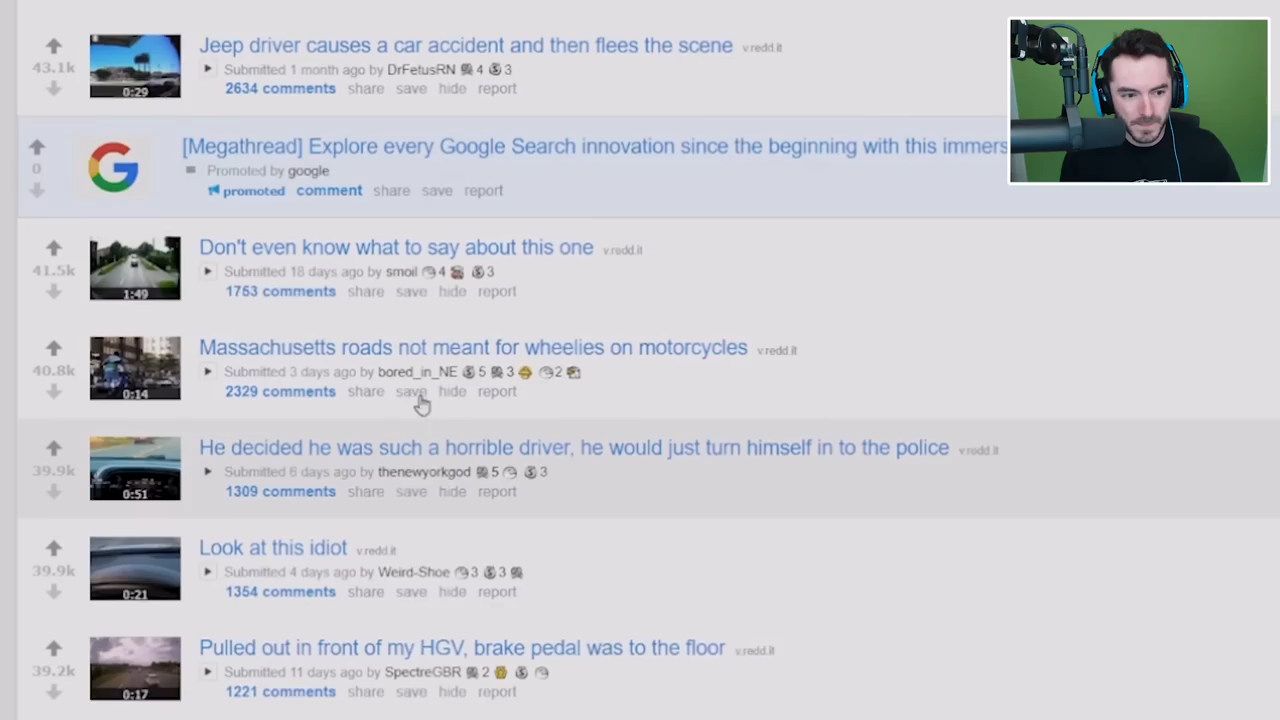 Jeep driver causes a car accident and then flees the scene v.redd.it
43.1k
Submitted 1 month ago by DrFetusRN 4 3
0:29
2634 comments share save hide report
[Megathread] Explore every Google Search innovation since the beginning with this immers
0
Promoted by google
promoted comment share save report
Don't even know what to say about this one v.redd.it
41.5k
Submitted 18 days ago by smoil 4 3
1:49
1753 comments share save hide report
Massachusetts roads not meant for wheelies on motorcycles v.redd.it
40.8k
Submitted 3 days ago by bored_in_NE 5 3 2
0:14
2329 comments share save hide report
He decided he was such a horrible driver, he would just turn himself in to the police v.redd.it
39.9k
Submitted 6 days ago by thenewyorkgod 5 3
0:51
1309 comments share save hide report
Look at this idiot v.redd.it
39.9k
Submitted 4 days ago by Weird-Shoe 3 3
0:21
1354 comments share save hide report
Pulled out in front of my HGV, brake pedal was to the floor v.redd.it
39.2k
Submitted 11 days ago by SpectreGBR 2
0:17
1221 comments share save hide report